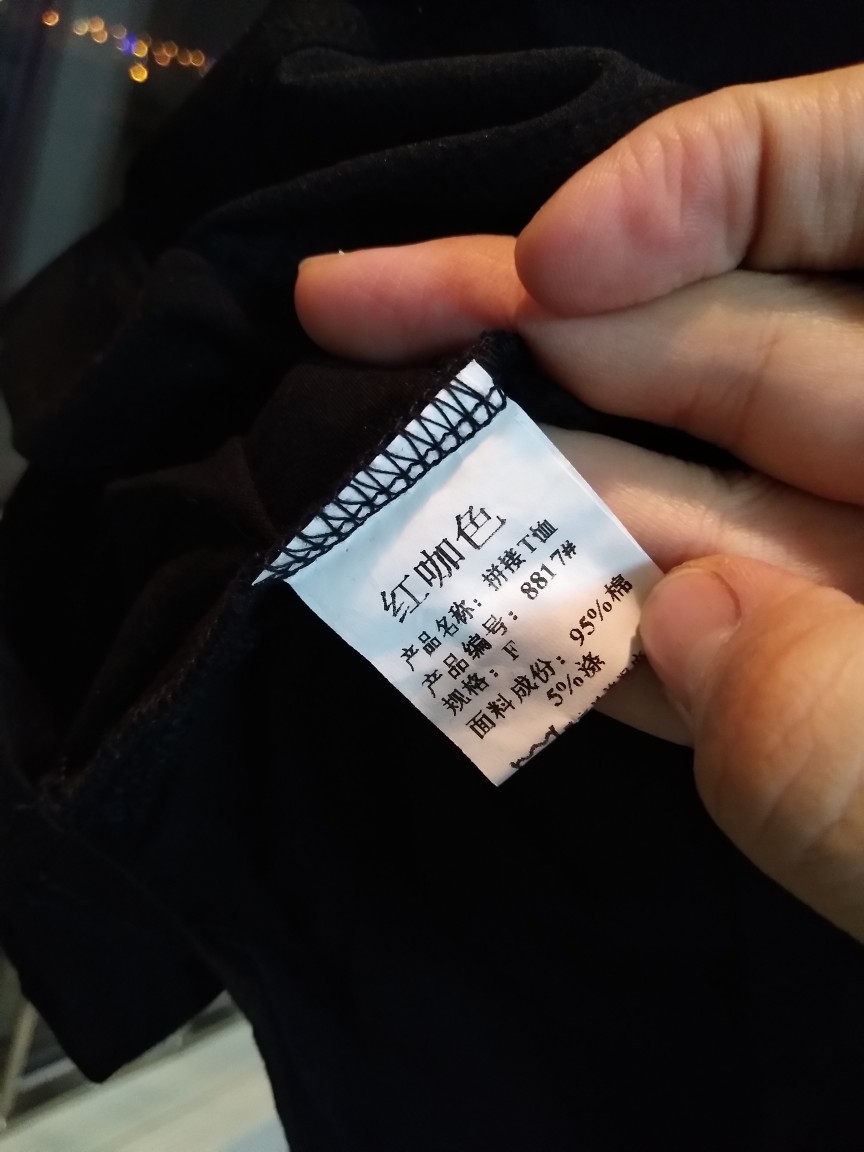 红咖色
产品名称：拼接T恤
产品编号：8817#
规格：F
面料成份：95%棉
5%涤